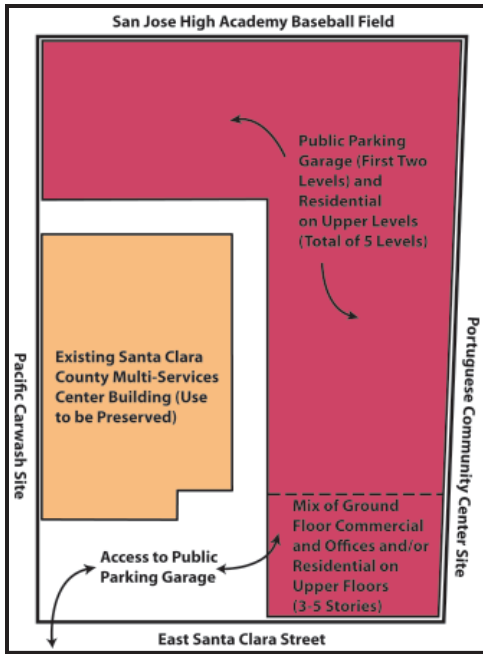 San Jose High Academy Baseball Field
Public Parking
Garage (First Two
Levels) and
Residential
on Upper Levels
(Total of 5 Levels)
Existing Santa Clara
County Multi-Services
Center Building (Use
to be Preserved)
Pacific Carwash Site
Portuguese Community Center Site
Mix of Ground
Floor Commercial
and Offices and/or
Residential on
Upper Floors
(3-5 Stories)
Access to Public
Parking Garage
East Santa Clara Street